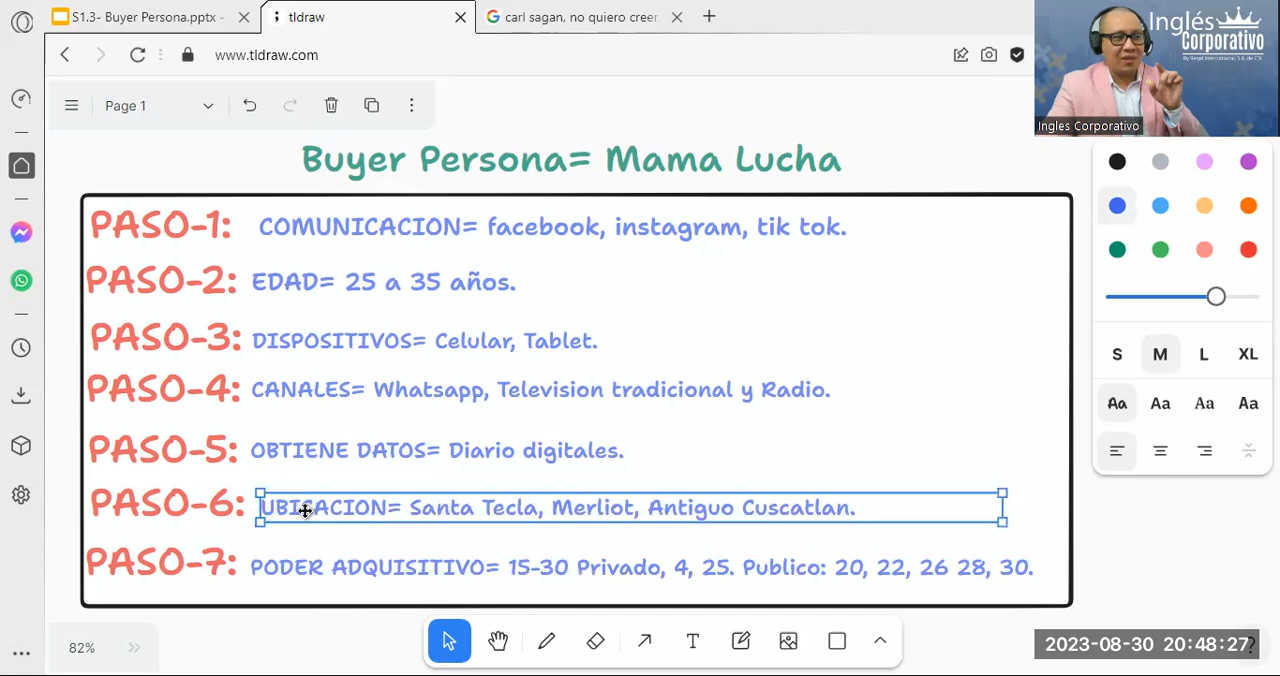 S1.3- Buyer Persona.pptx -
tldraw
carl sagan, no quiero creer
www.tldraw.com
Inglés
Corporativo
By Regal International, S.A. de C.V.
Ingles Corporativo
Page 1
Buyer Persona= Mama Lucha
PASO-1: COMUNICACION= facebook, instagram, tik tok.
PASO-2: EDAD= 25 a 35 años.
PASO-3: DISPOSITIVOS= Celular, Tablet.
PASO-4: CANALES= Whatsapp, Television tradicional y Radio.
PASO-5: OBTIENE DATOS= Diario digitales.
PASO-6: UBICACION= Santa Tecla, Merliot, Antiguo Cuscatlan.
PASO-7: PODER ADQUISITIVO= 15-30 Privado, 4, 25. Publico: 20, 22, 26 28, 30.
S M L XL
Aa Aa Aa Aa
82%
T
2023-08-30 20:48:27
?